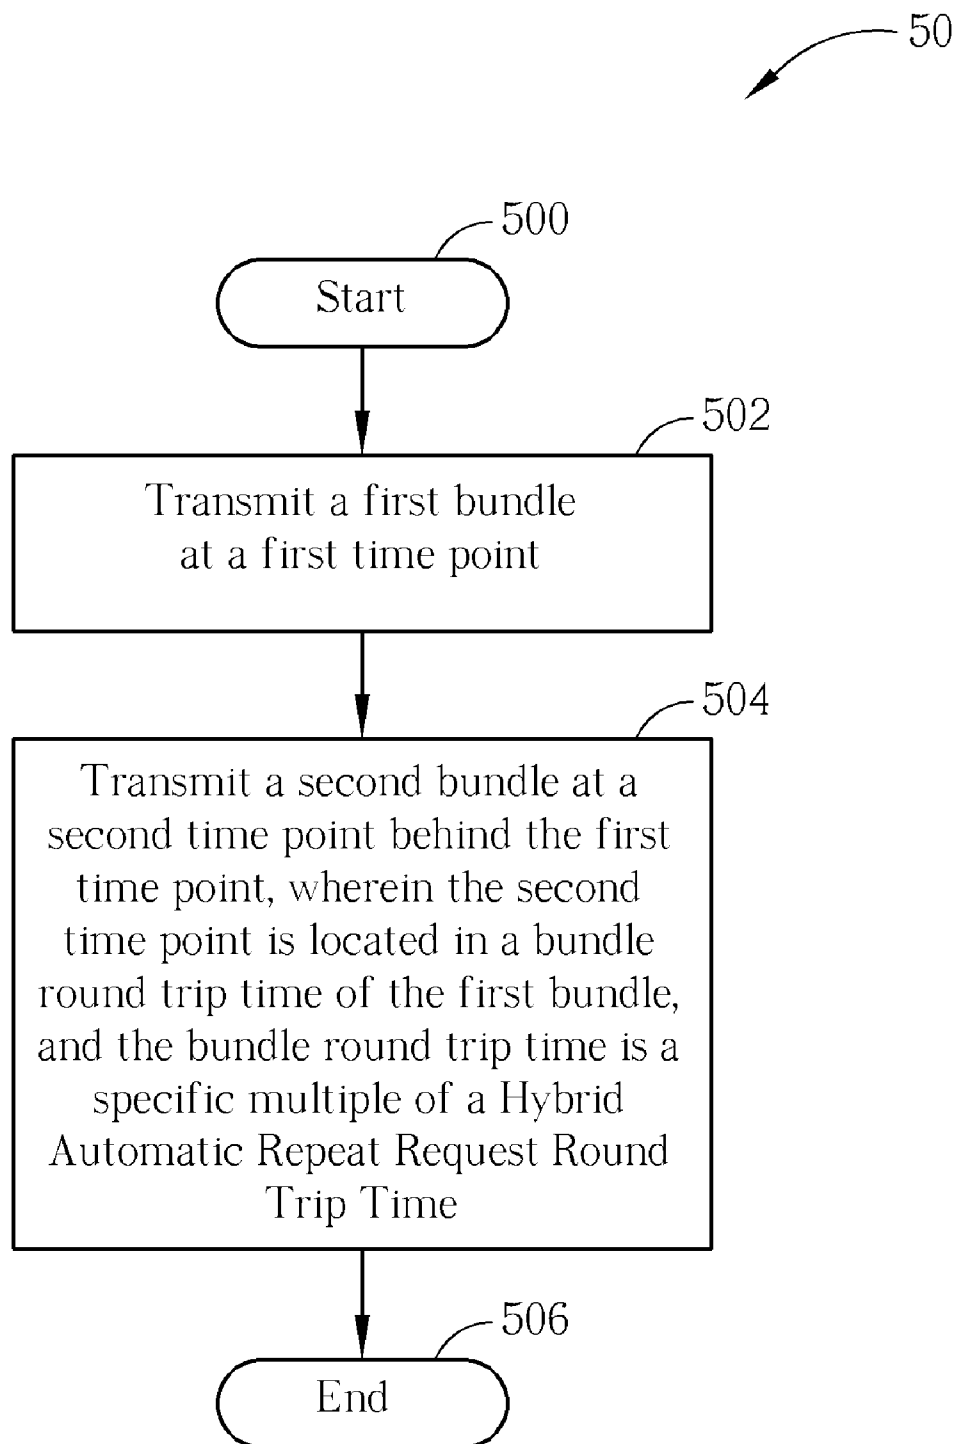 50
500
Start
502
Transmit a first bundle
at a first time point
504
Transmit a second bundle at a
second time point behind the first
time point, wherein the second
time point is located in a bundle
round trip time of the first bundle,
and the bundle round trip time is a
specific multiple of a Hybrid
Automatic Repeat Request Round
Trip Time
506
End